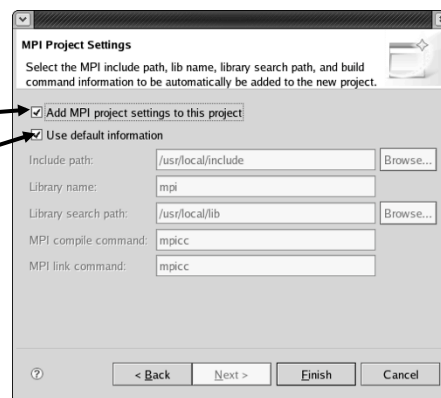 MPI Project Settings
Select the MPI include path, lib name, library search path, and build
command information to be automatically added to the new project.
Add MPI project settings to this project
Use default information
Include path: /usr/local/include Browse...
Library name: mpi
Library search path: /usr/local/lib Browse...
MPI compile command: mpicc
MPI link command: mpicc
? < Back Next > Finish Cancel